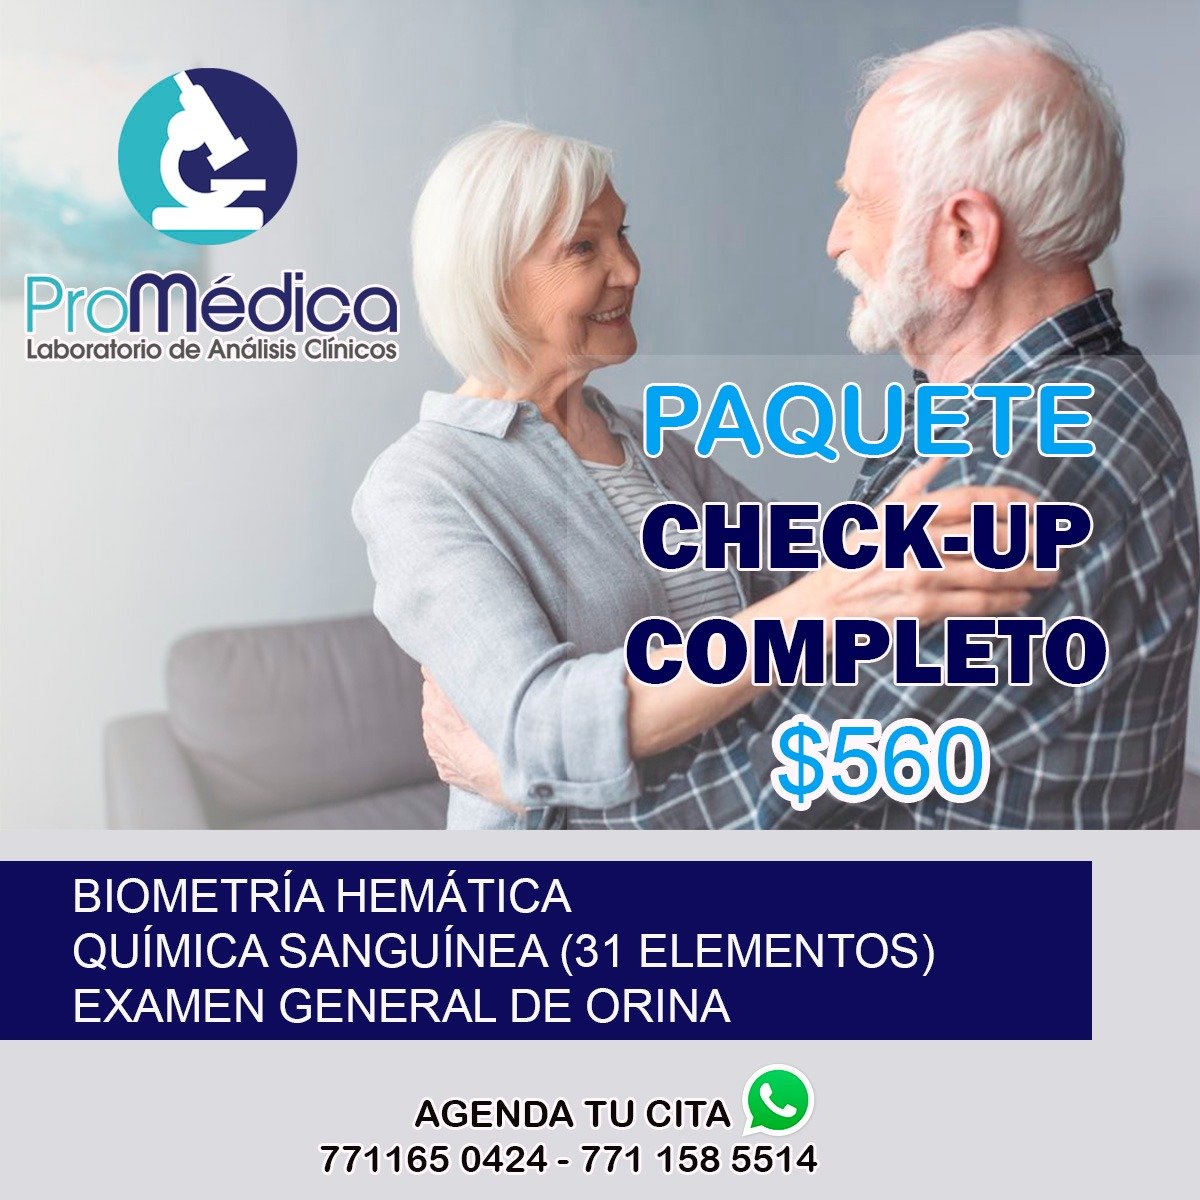 ProMédica
Laboratorio de Análisis Clínicos
PAQUETE
CHECK-UP
COMPLETO
$560
BIOMETRÍA HEMÁTICA
QUÍMICA SANGUÍNEA (31 ELEMENTOS)
EXAMEN GENERAL DE ORINA
AGENDA TU CITA
771165 0424 - 771 158 5514